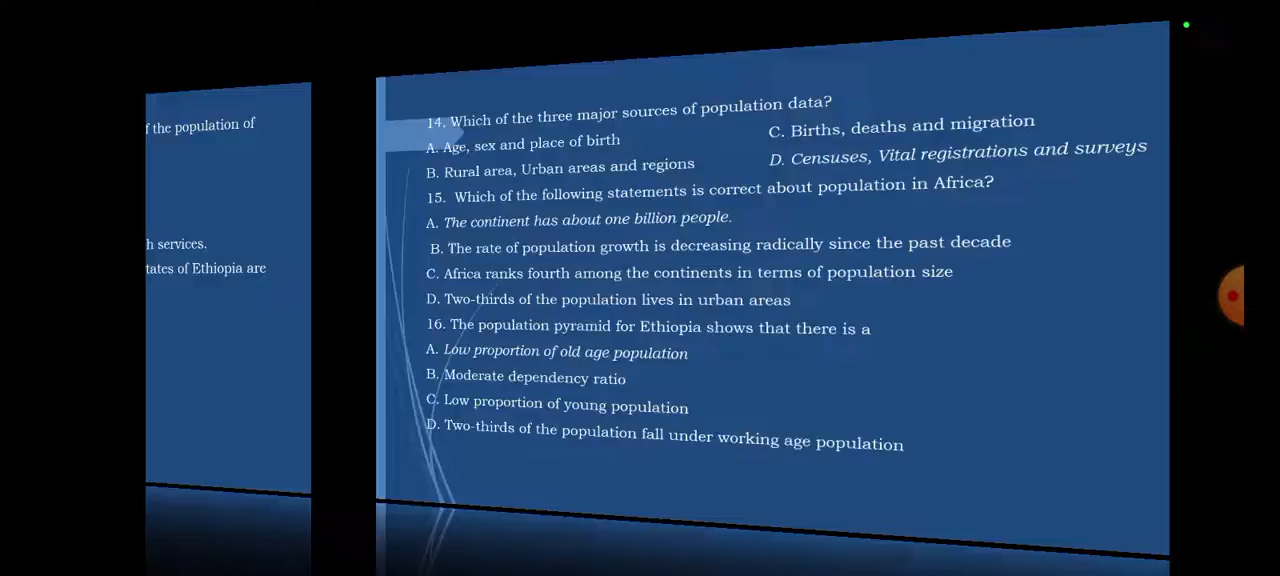 f the population of
h services.
tates of Ethiopia are
14. Which of the three major sources of population data?
A. Age, sex and place of birth
C. Births, deaths and migration
B. Rural area, Urban areas and regions
D. Censuses, Vital registrations and surveys
15. Which of the following statements is correct about population in Africa?
A. The continent has about one billion people.
B. The rate of population growth is decreasing radically since the past decade
C. Africa ranks fourth among the continents in terms of population size
D. Two-thirds of the population lives in urban areas
16. The population pyramid for Ethiopia shows that there is a
A. Low proportion of old age population
B. Moderate dependency ratio
C. Low proportion of young population
D. Two-thirds of the population fall under working age population